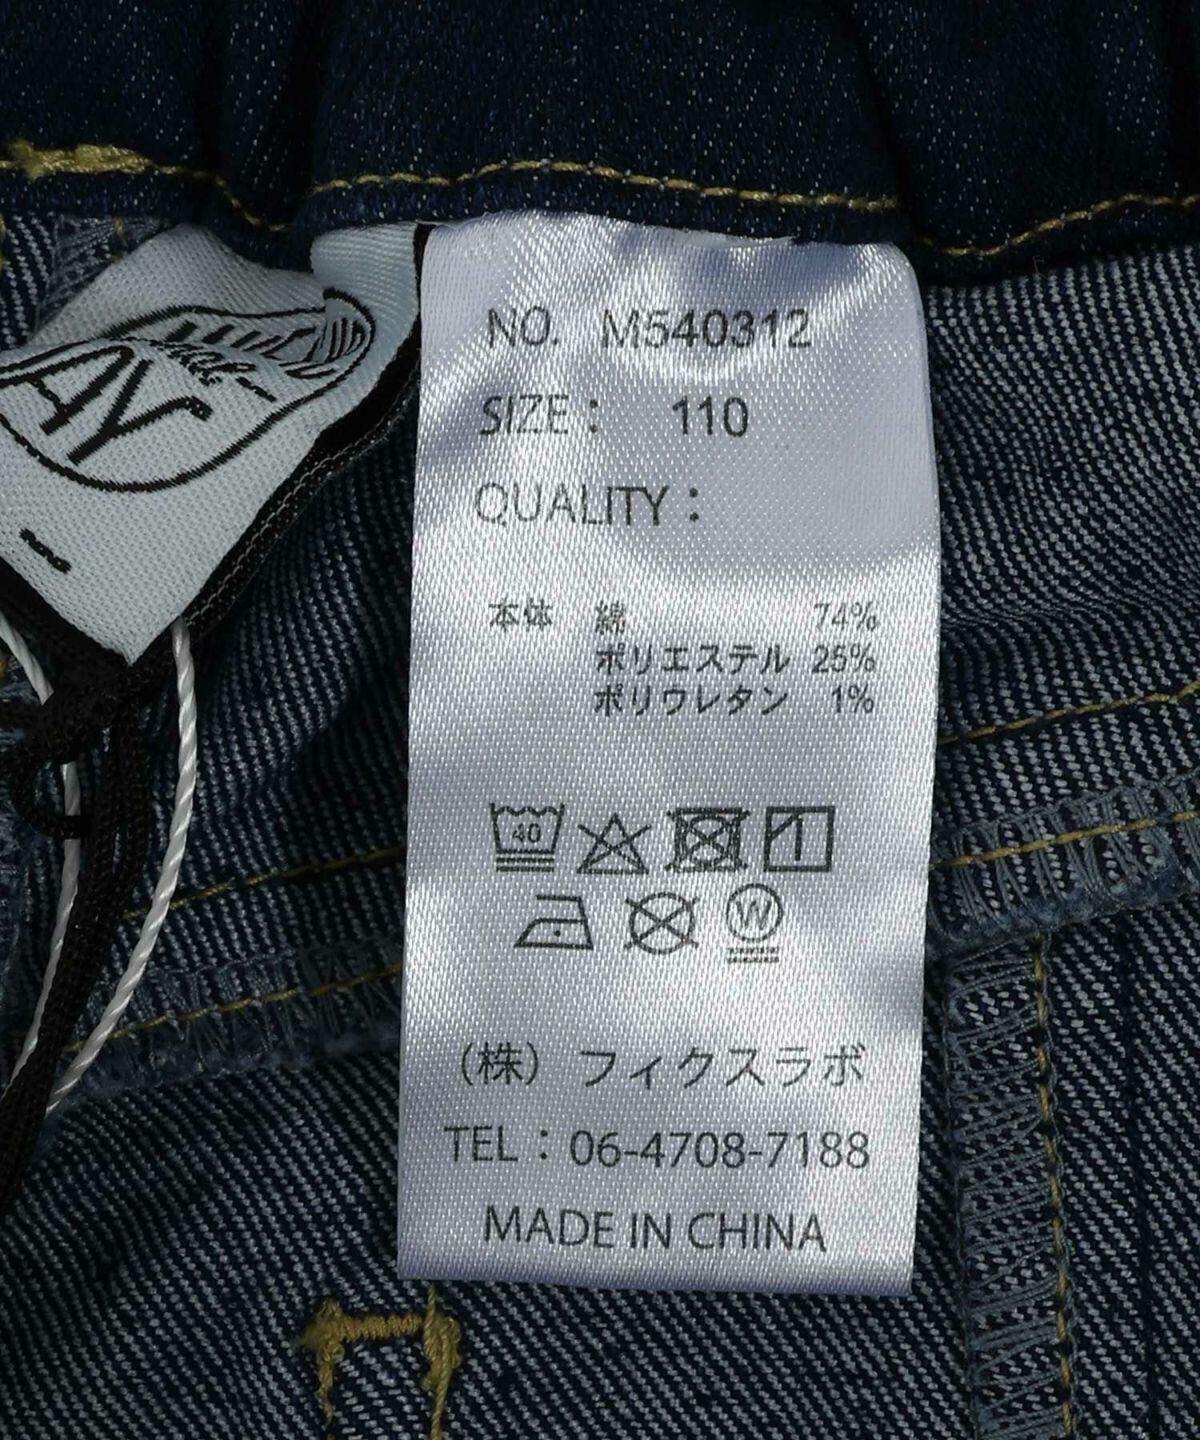 NO. M540312
SIZE： 110
QUALITY：
本体 綿 74%
ポリエステル 25%
ポリウレタン 1%
40
W
(株) フィクスラボ
TEL：06-4708-7188
MADE IN CHINA